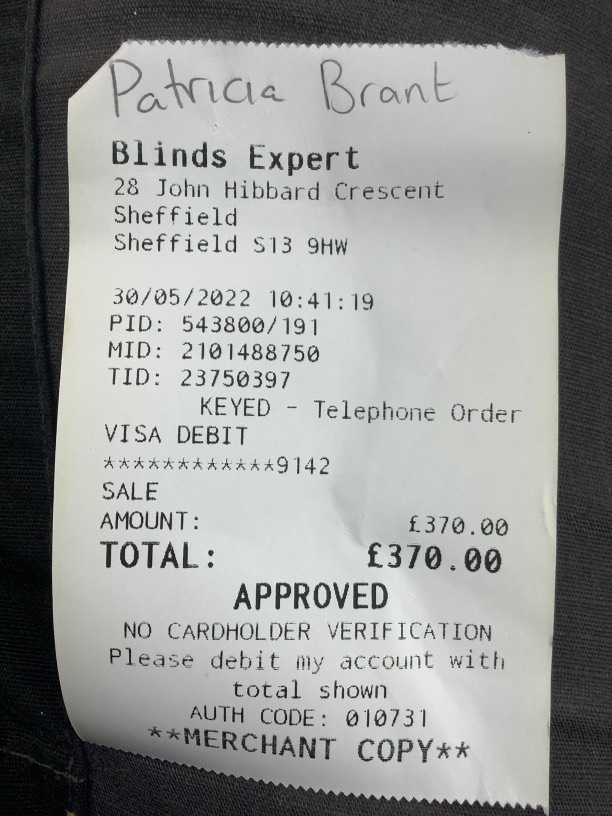 Patricia Brant
Blinds Expert
28 John Hibbard Crescent
Sheffield
Sheffield S13 9HW
30/05/2022 10:41:19
PID: 543800/191
MID: 2101488750
TID: 23750397
KEYED - Telephone Order
VISA DEBIT
************9142
SALE
AMOUNT: £370.00
TOTAL: £370.00
APPROVED
NO CARDHOLDER VERIFICATION
Please debit my account with
total shown
AUTH CODE: 010731
**MERCHANT COPY**